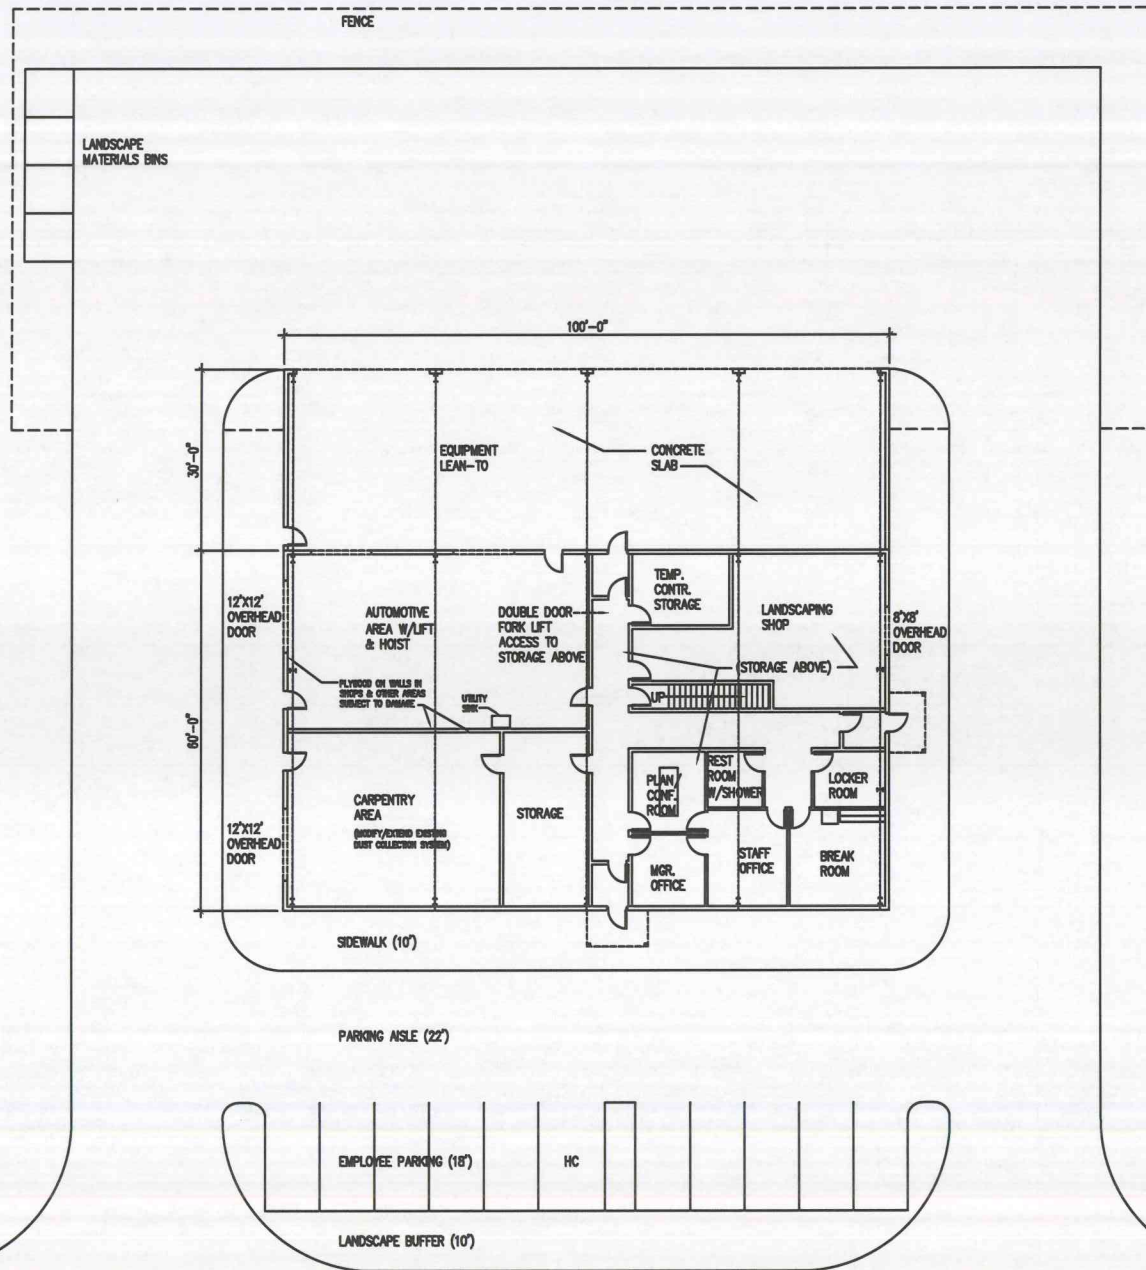 FENCE
LANDSCAPE
MATERIALS BINS
100'-0"
30'-0"
EQUIPMENT
LEAN-TO
CONCRETE
SLAB
60'-0"
12'X12'
OVERHEAD
DOOR
AUTOMOTIVE
AREA W/LIFT
& HOIST
DOUBLE DOOR
FORK LIFT
ACCESS TO
STORAGE ABOVE
TEMP.
CONTR.
STORAGE
LANDSCAPING
SHOP
8'X8'
OVERHEAD
DOOR
(STORAGE ABOVE)
PLYWOOD ON WALLS IN
SHOPS & OTHER AREAS
SUBJECT TO DAMAGE
UTILITY
SINK
UP
CARPENTRY
AREA
(MODIFY/EXTEND EXISTING
DUST COLLECTION SYSTEM)
STORAGE
PLAN/
CONF.
ROOM
REST
ROOM
W/SHOWER
LOCKER
ROOM
12'X12'
OVERHEAD
DOOR
MGR.
OFFICE
STAFF
OFFICE
BREAK
ROOM
SIDEWALK (10')
PARKING AISLE (22')
EMPLOYEE PARKING (18')
HC
LANDSCAPE BUFFER (10')